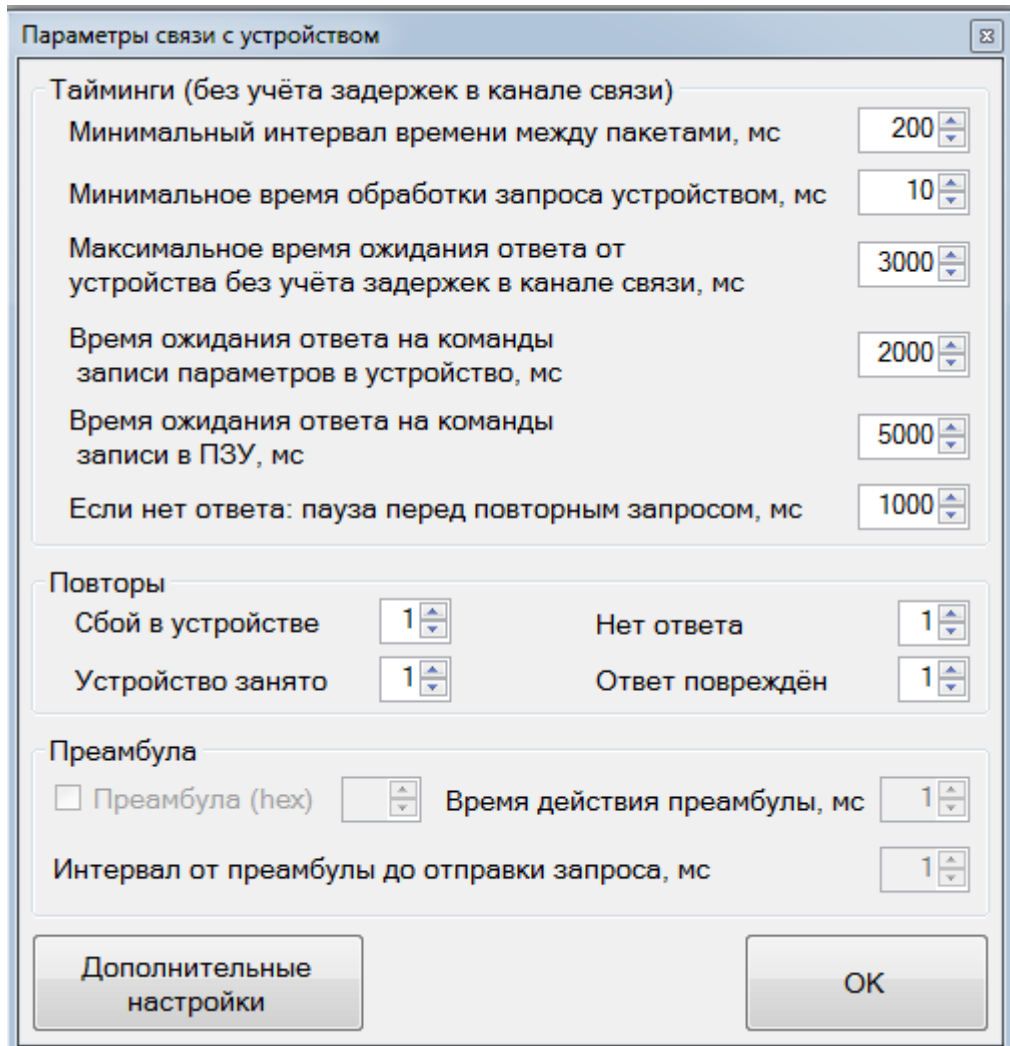 Параметры связи с устройством
Тайминги (без учёта задержек в канале связи)
Минимальный интервал времени между пакетами, мс 200
Минимальное время обработки запроса устройством, мс 10
Максимальное время ожидания ответа от
устройства без учёта задержек в канале связи, мс 3000
Время ожидания ответа на команды
записи параметров в устройство, мс 2000
Время ожидания ответа на команды
записи в ПЗУ, мс 5000
Если нет ответа: пауза перед повторным запросом, мс 1000
Повторы
Сбой в устройстве 1 Нет ответа 1
Устройство занято 1 Ответ повреждён 1
Преамбула
Преамбула (hex) Время действия преамбулы, мс 1
Интервал от преамбулы до отправки запроса, мс 1
Дополнительные
настройки
OK